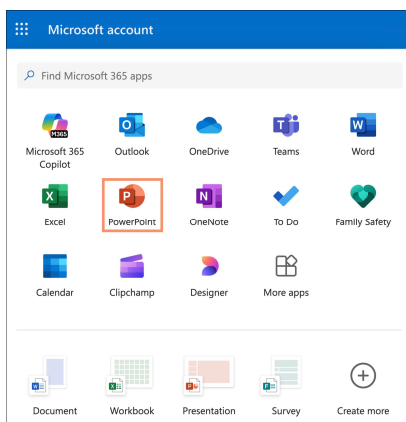 Microsoft account
Find Microsoft 365 apps
M365
Microsoft 365 Copilot
Outlook
OneDrive
Teams
Word
Excel
PowerPoint
OneNote
To Do
Family Safety
Calendar
Clipchamp
Designer
More apps
Document
Workbook
Presentation
Survey
Create more